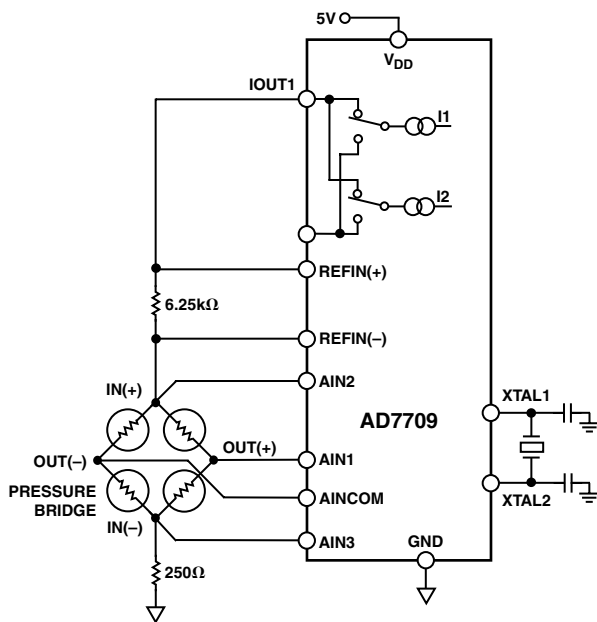 5V
VDD
IOUT1
I1
I2
REFIN(+)
6.25kΩ
REFIN(–)
IN(+)
AIN2
XTAL1
AD7709
OUT(+)
OUT(–)
AIN1
PRESSURE
BRIDGE
AINCOM
XTAL2
IN(–)
AIN3
GND
250Ω